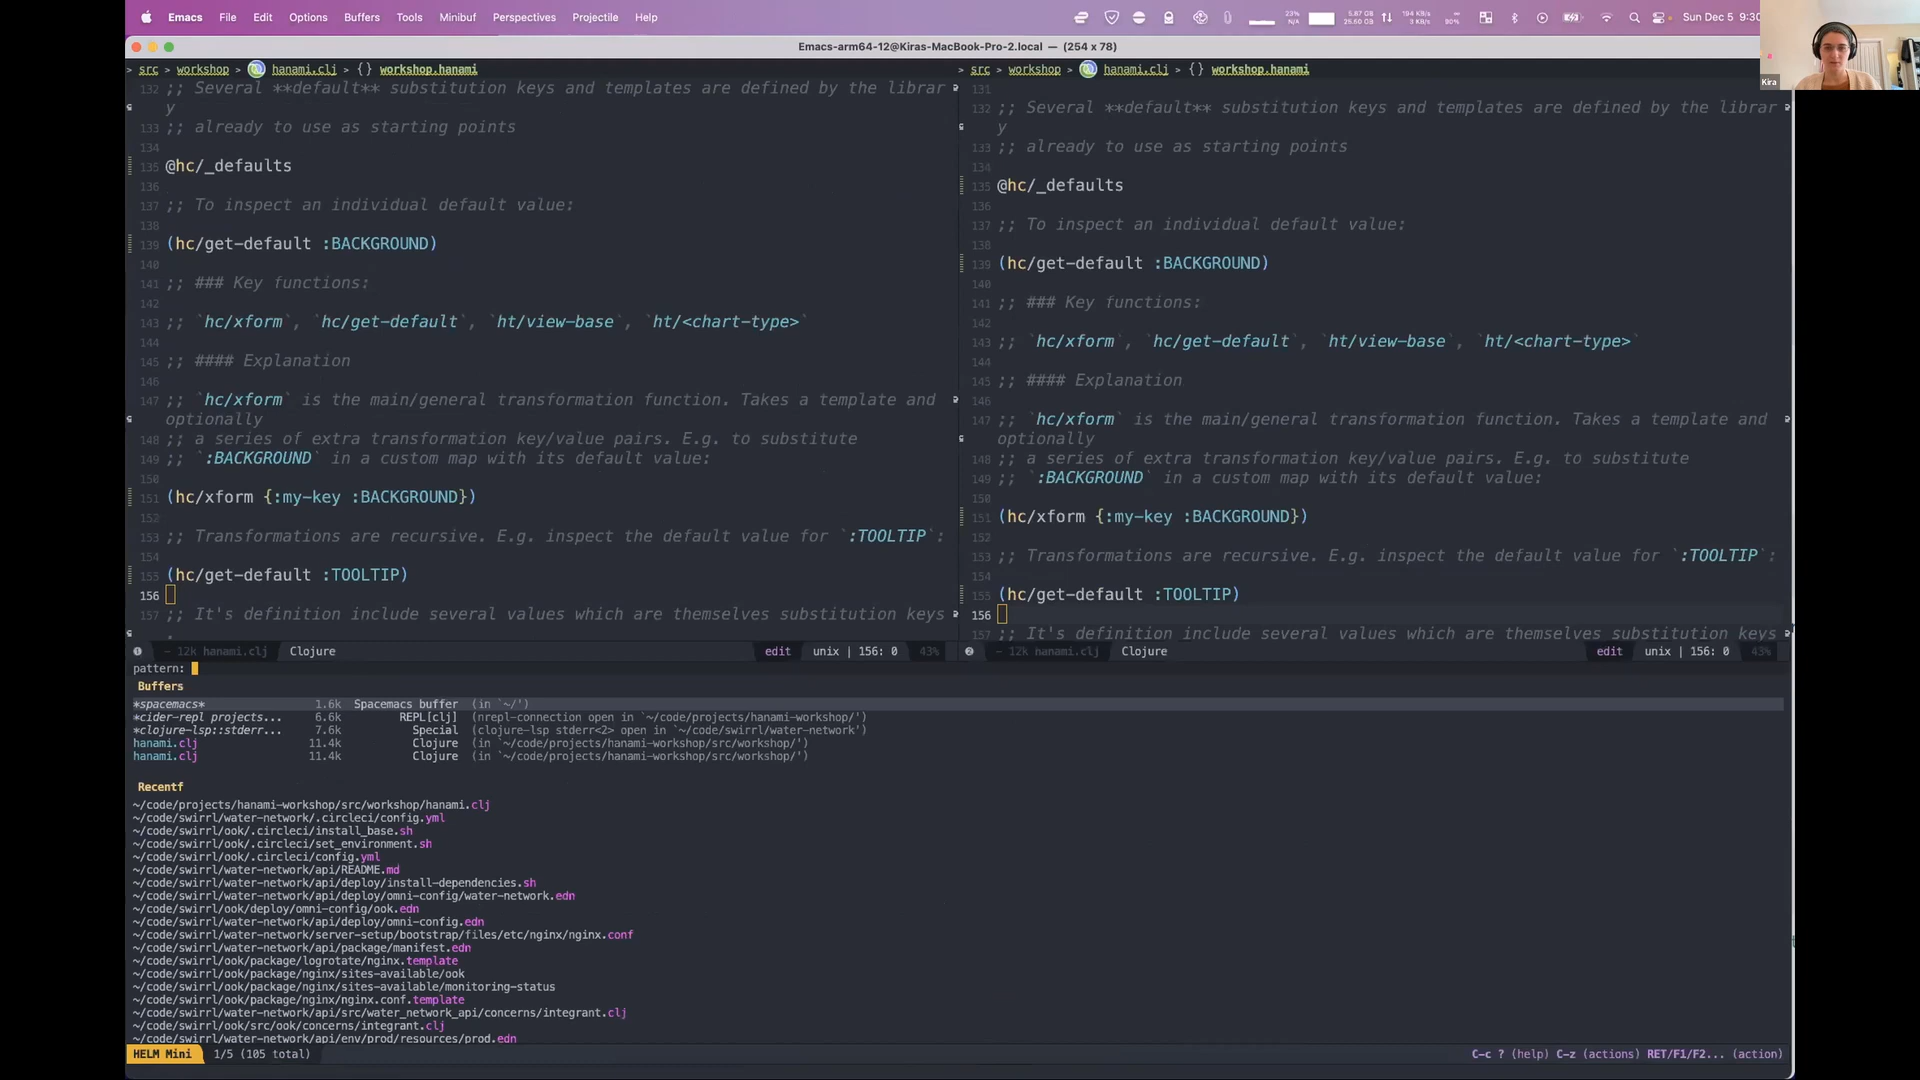 Emacs File Edit Options Buffers Tools Minibuf Perspectives Projectile Help
23% N/A 5.87 GB 25.60 GB 194 KB/s 3 KB/s 90% Sun Dec 5 9:30
Emacs-arm64-12@Kiras-MacBook-Pro-2.local — (254 x 78)
Kira
> src > workshop > hanami.clj > {} workshop.hanami
132 ;; Several **default** substitution keys and templates are defined by the librar
y
133 ;; already to use as starting points
134
135 @hc/_defaults
136
137 ;; To inspect an individual default value:
138
139 (hc/get-default :BACKGROUND)
140
141 ;; ### Key functions:
142
143 ;; `hc/xform`, `hc/get-default`, `ht/view-base`, `ht/<chart-type>`
144
145 ;; #### Explanation
146
147 ;; `hc/xform` is the main/general transformation function. Takes a template and
optionally
148 ;; a series of extra transformation key/value pairs. E.g. to substitute
149 ;; `:BACKGROUND` in a custom map with its default value:
150
151 (hc/xform {:my-key :BACKGROUND})
152
153 ;; Transformations are recursive. E.g. inspect the default value for `:TOOLTIP`:
154
155 (hc/get-default :TOOLTIP)
156
157 ;; It's definition include several values which are themselves substitution keys
.
❶ - 12k hanami.clj Clojure edit unix | 156: 0 43%
> src > workshop > hanami.clj > {} workshop.hanami
131
132 ;; Several **default** substitution keys and templates are defined by the librar
y
133 ;; already to use as starting points
134
135 @hc/_defaults
136
137 ;; To inspect an individual default value:
138
139 (hc/get-default :BACKGROUND)
140
141 ;; ### Key functions:
142
143 ;; `hc/xform`, `hc/get-default`, `ht/view-base`, `ht/<chart-type>`
144
145 ;; #### Explanation
146
147 ;; `hc/xform` is the main/general transformation function. Takes a template and
optionally
148 ;; a series of extra transformation key/value pairs. E.g. to substitute
149 ;; `:BACKGROUND` in a custom map with its default value:
150
151 (hc/xform {:my-key :BACKGROUND})
152
153 ;; Transformations are recursive. E.g. inspect the default value for `:TOOLTIP`:
154
155 (hc/get-default :TOOLTIP)
156
157 ;; It's definition include several values which are themselves substitution keys
❷ - 12k hanami.clj Clojure edit unix | 156: 0 43%
pattern:
Buffers
*spacemacs* 1.6k Spacemacs buffer (in `~/')
*cider-repl projects... 6.6k REPL[clj] (nrepl-connection open in `~/code/projects/hanami-workshop/')
*clojure-lsp::stderr... 7.6k Special (clojure-lsp stderr<2> open in `~/code/swirrl/water-network')
hanami.clj 11.4k Clojure (in `~/code/projects/hanami-workshop/src/workshop/')
hanami.clj 11.4k Clojure (in `~/code/projects/hanami-workshop/src/workshop/')
Recentf
~/code/projects/hanami-workshop/src/workshop/hanami.clj
~/code/swirrl/water-network/.circleci/config.yml
~/code/swirrl/ook/.circleci/install_base.sh
~/code/swirrl/ook/.circleci/set_environment.sh
~/code/swirrl/ook/.circleci/config.yml
~/code/swirrl/water-network/api/README.md
~/code/swirrl/water-network/api/deploy/install-dependencies.sh
~/code/swirrl/water-network/api/deploy/omni-config/water-network.edn
~/code/swirrl/ook/deploy/omni-config/ook.edn
~/code/swirrl/water-network/api/deploy/omni-config.edn
~/code/swirrl/water-network/server-setup/bootstrap/files/etc/nginx/nginx.conf
~/code/swirrl/water-network/api/package/manifest.edn
~/code/swirrl/ook/package/logrotate/nginx.template
~/code/swirrl/ook/package/nginx/sites-available/ook
~/code/swirrl/ook/package/nginx/sites-available/monitoring-status
~/code/swirrl/ook/package/nginx/nginx.conf.template
~/code/swirrl/water-network/api/src/water_network_api/concerns/integrant.clj
~/code/swirrl/ook/src/ook/concerns/integrant.clj
~/code/swirrl/water-network/api/env/prod/resources/prod.edn
HELM Mini 1/5 (105 total) C-c ? (help) C-z (actions) RET/F1/F2... (action)